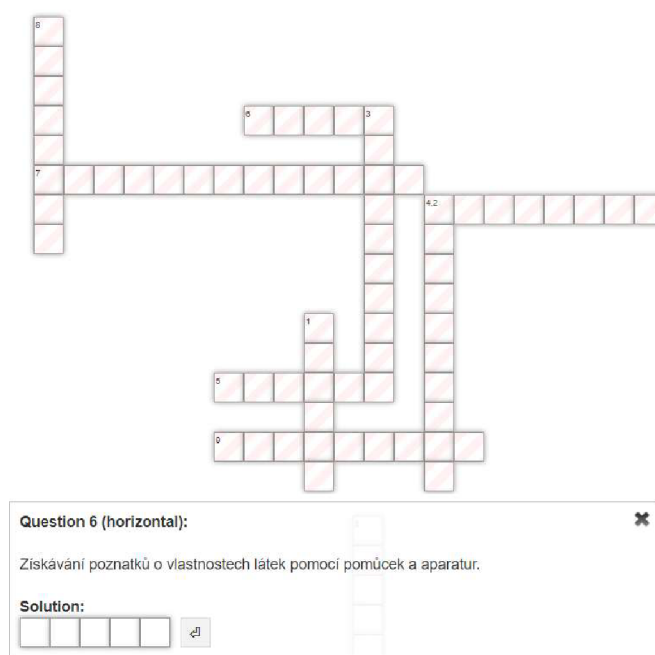 8
6 3
7
4,2
1
5
9
Question 6 (horizontal):
Získávání poznatků o vlastnostech látek pomocí pomůcek a aparatur.
Solution: